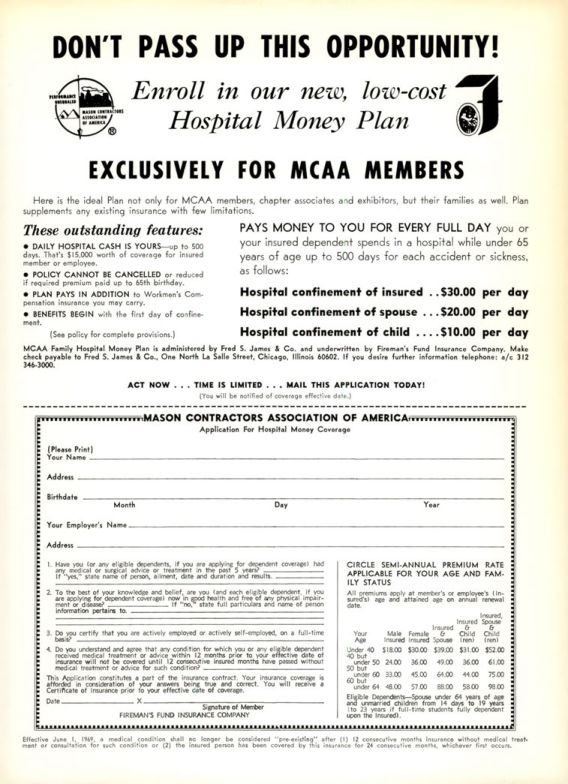 DON'T PASS UP THIS OPPORTUNITY!
PERFORMANCE
UNEQUALED
MASON CONTRACTORS
ASSOCIATION
OF AMERICA
®
Enroll in our new, low-cost
Hospital Money Plan
EXCLUSIVELY FOR MCAA MEMBERS
Here is the ideal Plan not only for MCAA members, chapter associates and exhibitors, but their families as well. Plan
supplements any existing insurance with few limitations.
These outstanding features:
● DAILY HOSPITAL CASH IS YOURS—up to 500
days. That's $15,000 worth of coverage for insured
member or employee.
● POLICY CANNOT BE CANCELLED or reduced
if required premium paid up to 65th birthday.
● PLAN PAYS IN ADDITION to Workmen's Com-
pensation insurance you may carry.
● BENEFITS BEGIN with the first day of confine-
ment.
(See policy for complete provisions.)
PAYS MONEY TO YOU FOR EVERY FULL DAY you or
your insured dependent spends in a hospital while under 65
years of age up to 500 days for each accident or sickness,
as follows:
Hospital confinement of insured ..$30.00 per day
Hospital confinement of spouse ...$20.00 per day
Hospital confinement of child ....$10.00 per day
MCAA Family Hospital Money Plan is administered by Fred S. James & Co. and underwritten by Fireman's Fund Insurance Company. Make
check payable to Fred S. James & Co., One North La Salle Street, Chicago, Illinois 60602. If you desire further information telephone: a/c 312
346-3000.
ACT NOW . . . TIME IS LIMITED . . . MAIL THIS APPLICATION TODAY!
(You will be notified of coverage effective date.)
MASON CONTRACTORS ASSOCIATION OF AMERICA
Application For Hospital Money Coverage
(Please Print)
Your Name
Address
Birthdate
Month Day Year
Your Employer's Name
Address
1. Have you (or any eligible dependents, if you are applying for dependent coverage) had
any medical or surgical advice or treatment in the past 5 years?
If "yes," state name of person, ailment, date and duration and results.
2. To the best of your knowledge and belief, are you (and each eligible dependent, if you
are applying for dependent coverage) now in good health and free of any physical impair-
ment or disease? If "no," state full particulars and name of person
information pertains to.
3. Do you certify that you are actively employed or actively self-employed, on a full-time
basis?
4. Do you understand and agree that any condition for which you or any eligible dependent
received medical treatment or advice within 12 months prior to your effective date of
insurance will not be covered until 12 consecutive insured months have passed without
medical treatment or advice for such condition?
This Application constitutes a part of the insurance contract. Your insurance coverage is
afforded in consideration of your answers being true and correct. You will receive a
Certificate of Insurance prior to your effective date of coverage.
Date X
Signature of Member
FIREMAN'S FUND INSURANCE COMPANY
CIRCLE SEMI-ANNUAL PREMIUM RATE
APPLICABLE FOR YOUR AGE AND FAM-
ILY STATUS
All premiums apply at member's or employee's (In-
sured's) age and attained age on annual renewal
date.
Insured,
Insured Spouse
Insured & &
Your Male Female & Child Child
Age Insured Insured Spouse (ren) (ren)
Under 40 $18.00 $30.00 $39.00 $31.00 $52.00
40 but
under 50 24.00 36.00 49.00 36.00 61.00
50 but
under 60 33.00 45.00 64.00 44.00 75.00
60 but
under 64 48.00 57.00 88.00 58.00 98.00
Eligible Dependents—Spouse under 64 years of age
and unmarried children from 14 days to 19 years
(to 23 years if full-time students fully dependent
upon the Insured).
Effective June 1, 1969, a medical condition shall no longer be considered "pre-existing" after (1) 12 consecutive months insurance without medical treat-
ment or consultation for such condition or (2) the insured person has been covered by this insurance for 24 consecutive months, whichever first occurs.